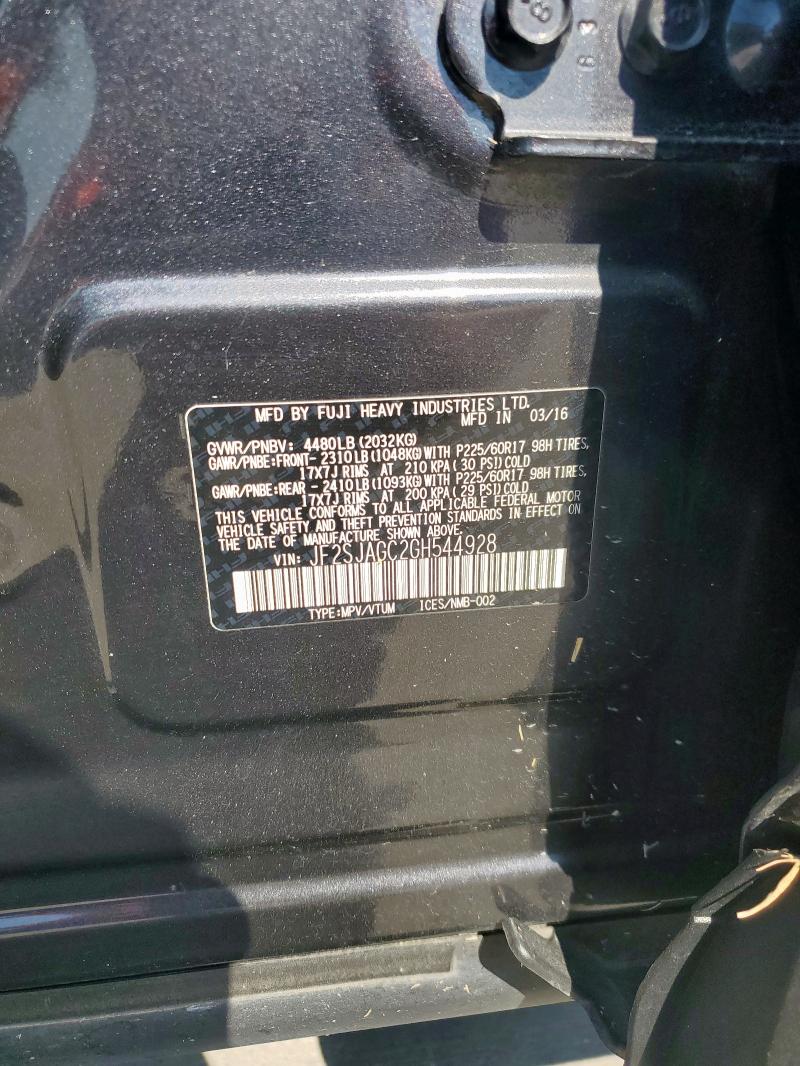 MFD BY FUJI HEAVY INDUSTRIES LTD.
MFD IN 03/16
GVWR/PNBV: 4480LB(2032KG)
GAWR/PNBE:FRONT- 2310LB(1048KG)WITH P225/60R17 98H TIRES,
17X7J RIMS AT 210 KPA(30 PSI)COLD
GAWR/PNBE:REAR - 2410LB(1093KG)WITH P225/60R17 98H TIRES,
17X7J RIMS AT 200 KPA(29 PSI)COLD
THIS VEHICLE CONFORMS TO ALL APPLICABLE FEDERAL MOTOR
VEHICLE SAFETY AND THEFT PREVENTION STANDARDS IN EFFECT ON
THE DATE OF MANUFACTURE SHOWN ABOVE.
VIN: JF2SJAGC2GH544928
TYPE:MPV/VTUM ICES/NMB-002